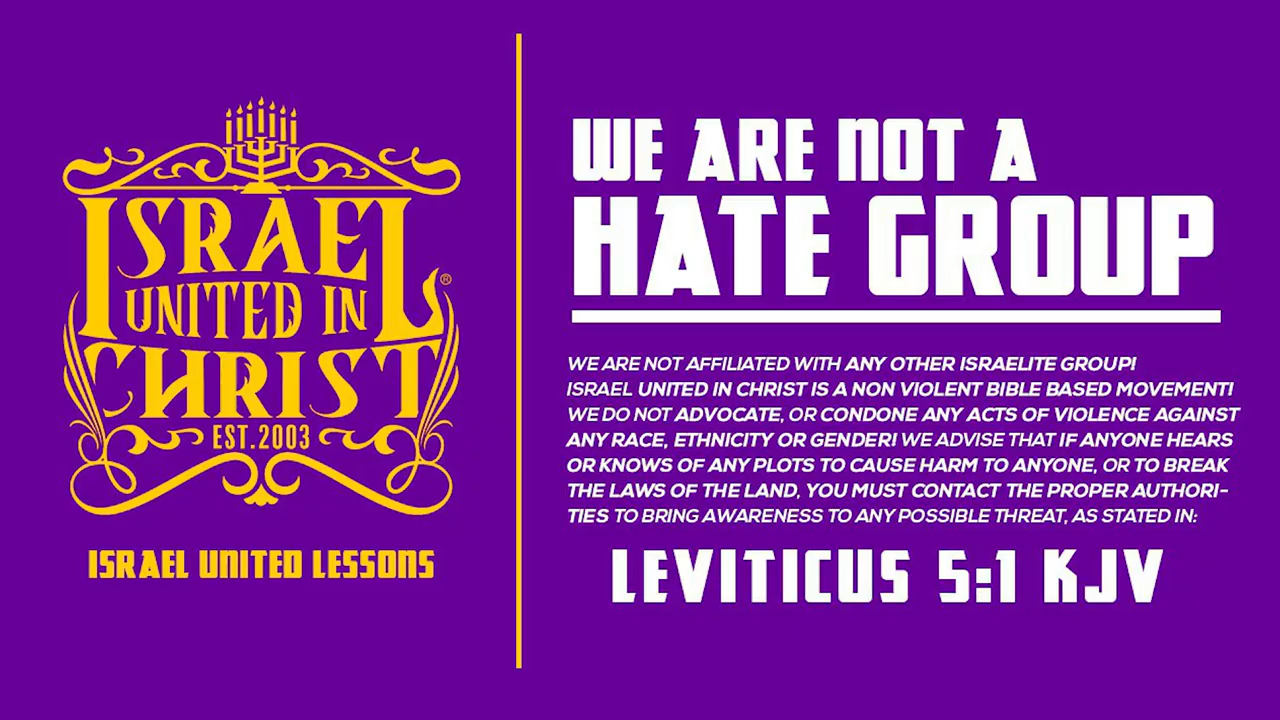 ISRAEL
UNITED IN
CHRIST
®
EST. 2003
ISRAEL UNITED LESSONS
WE ARE NOT A
HATE GROUP
WE ARE NOT AFFILIATED WITH ANY OTHER ISRAELITE GROUP!
ISRAEL UNITED IN CHRIST IS A NON VIOLENT BIBLE BASED MOVEMENT!
WE DO NOT ADVOCATE, OR CONDONE ANY ACTS OF VIOLENCE AGAINST
ANY RACE, ETHNICITY OR GENDER! WE ADVISE THAT IF ANYONE HEARS
OR KNOWS OF ANY PLOTS TO CAUSE HARM TO ANYONE, OR TO BREAK
THE LAWS OF THE LAND, YOU MUST CONTACT THE PROPER AUTHORI-
TIES TO BRING AWARENESS TO ANY POSSIBLE THREAT, AS STATED IN:
LEVITICUS 5:1 KJV